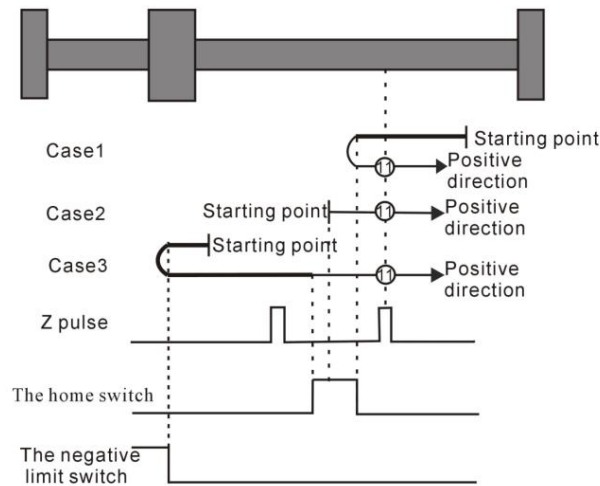 Case1
Starting point
11
Positive
direction
Case2
Starting point
11
Positive
direction
Case3
Starting point
11
Positive
direction
Z pulse
The home switch
The negative
limit switch